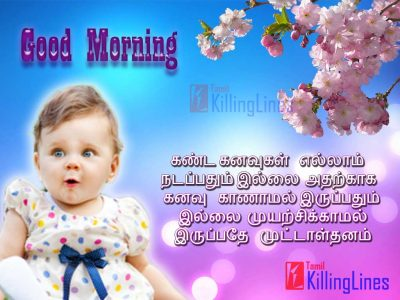 Good Morning
Tamil
KillingLines
கண்ட கனவுகள் எல்லாம்
நடப்பதும் இல்லை அதற்காக
கனவு காணாமல் இருப்பதும்
இல்லை முயற்சிக்காமல்
இருப்பதே முட்டாள்தனம்
Tamil
KillingLines